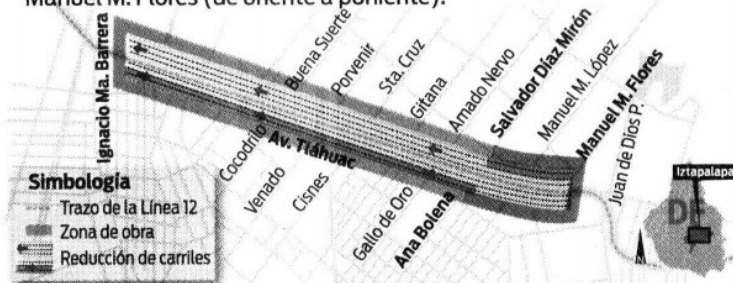 Manuel M. Flores (de oriente a poniente).
Ignacio Ma. Barrera
Buena Suerte
Porvenir
Sta. Cruz
Gitana
Amado Nervo
Salvador Díaz Mirón
Manuel M. López
Manuel M. Flores
Juan de Dios P.
Av. Tláhuac
Cocodrilo
Venado
Cisnes
Gallo de Oro
Ana Bolena
Simbología
Trazo de la Línea 12
Zona de obra
Reducción de carriles
Iztapalapa
DF
N